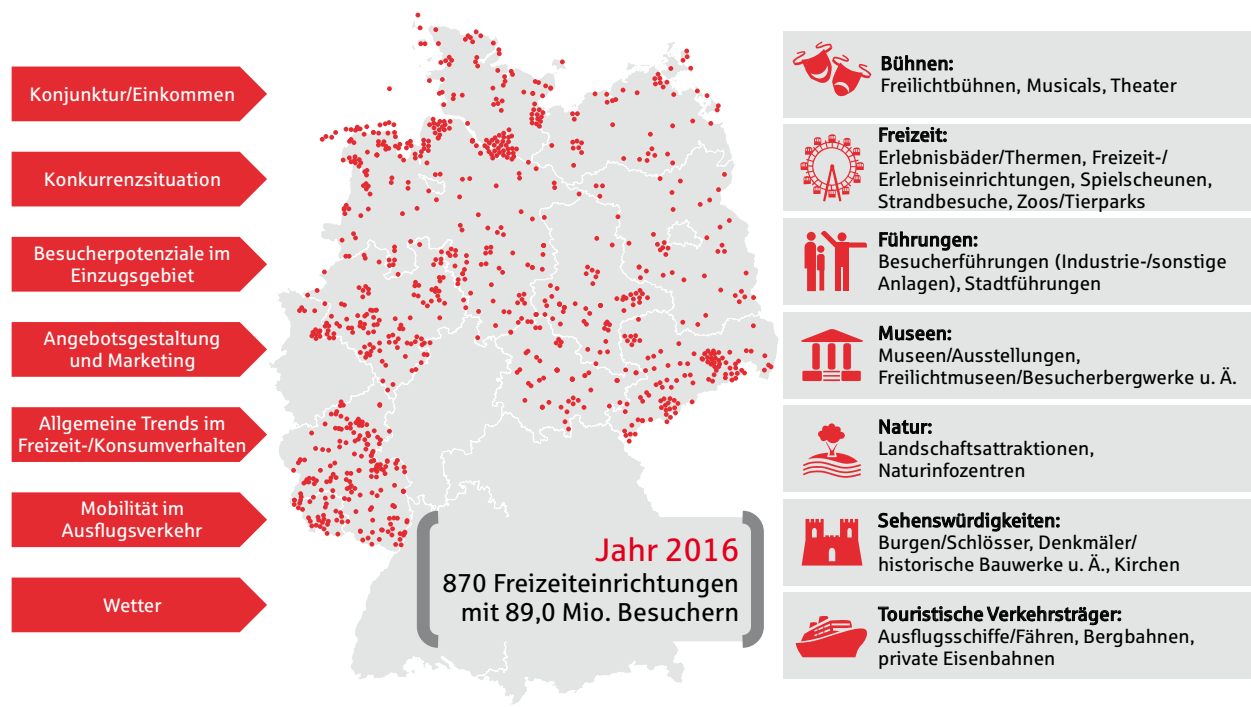 Konjunktur/Einkommen
Konkurrenzsituation
Besucherpotenziale im
Einzugsgebiet
Angebotsgestaltung
und Marketing
Allgemeine Trends im
Freizeit-/Konsumverhalten
Mobilität im
Ausflugsverkehr
Wetter
Jahr 2016
870 Freizeiteinrichtungen
mit 89,0 Mio. Besuchern
Bühnen:
Freilichtbühnen, Musicals, Theater
Freizeit:
Erlebnisbäder/Thermen, Freizeit-/
Erlebniseinrichtungen, Spielscheunen,
Strandbesuche, Zoos/Tierparks
Führungen:
Besucherführungen (Industrie-/sonstige
Anlagen), Stadtführungen
Museen:
Museen/Ausstellungen,
Freilichtmuseen/Besucherbergwerke u. Ä.
Natur:
Landschaftsattraktionen,
Naturinfozentren
Sehenswürdigkeiten:
Burgen/Schlösser, Denkmäler/
historische Bauwerke u. Ä., Kirchen
Touristische Verkehrsträger:
Ausflugsschiffe/Fähren, Bergbahnen,
private Eisenbahnen